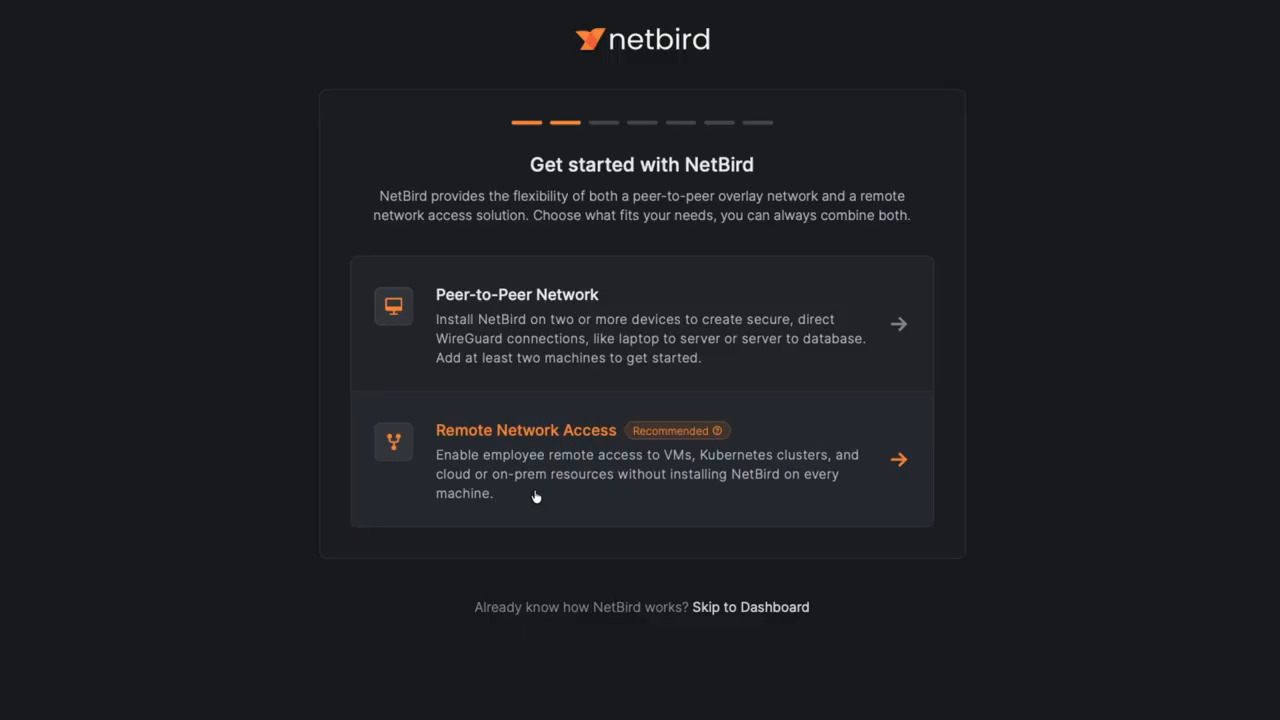 netbird
Get started with NetBird
NetBird provides the flexibility of both a peer-to-peer overlay network and a remote
network access solution. Choose what fits your needs, you can always combine both.
Peer-to-Peer Network
Install NetBird on two or more devices to create secure, direct
WireGuard connections, like laptop to server or server to database.
Add at least two machines to get started.
Remote Network Access Recommended
Enable employee remote access to VMs, Kubernetes clusters, and
cloud or on-prem resources without installing NetBird on every
machine.
Already know how NetBird works? Skip to Dashboard